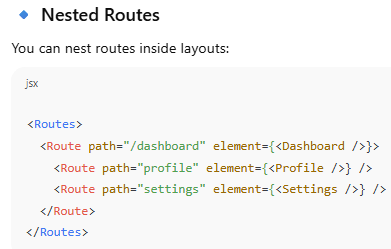 Nested Routes
You can nest routes inside layouts:
jsx
<Routes>
  <Route path="/dashboard" element={<Dashboard />}>
    <Route path="profile" element={<Profile />} />
    <Route path="settings" element={<Settings />} />
  </Route>
</Routes>